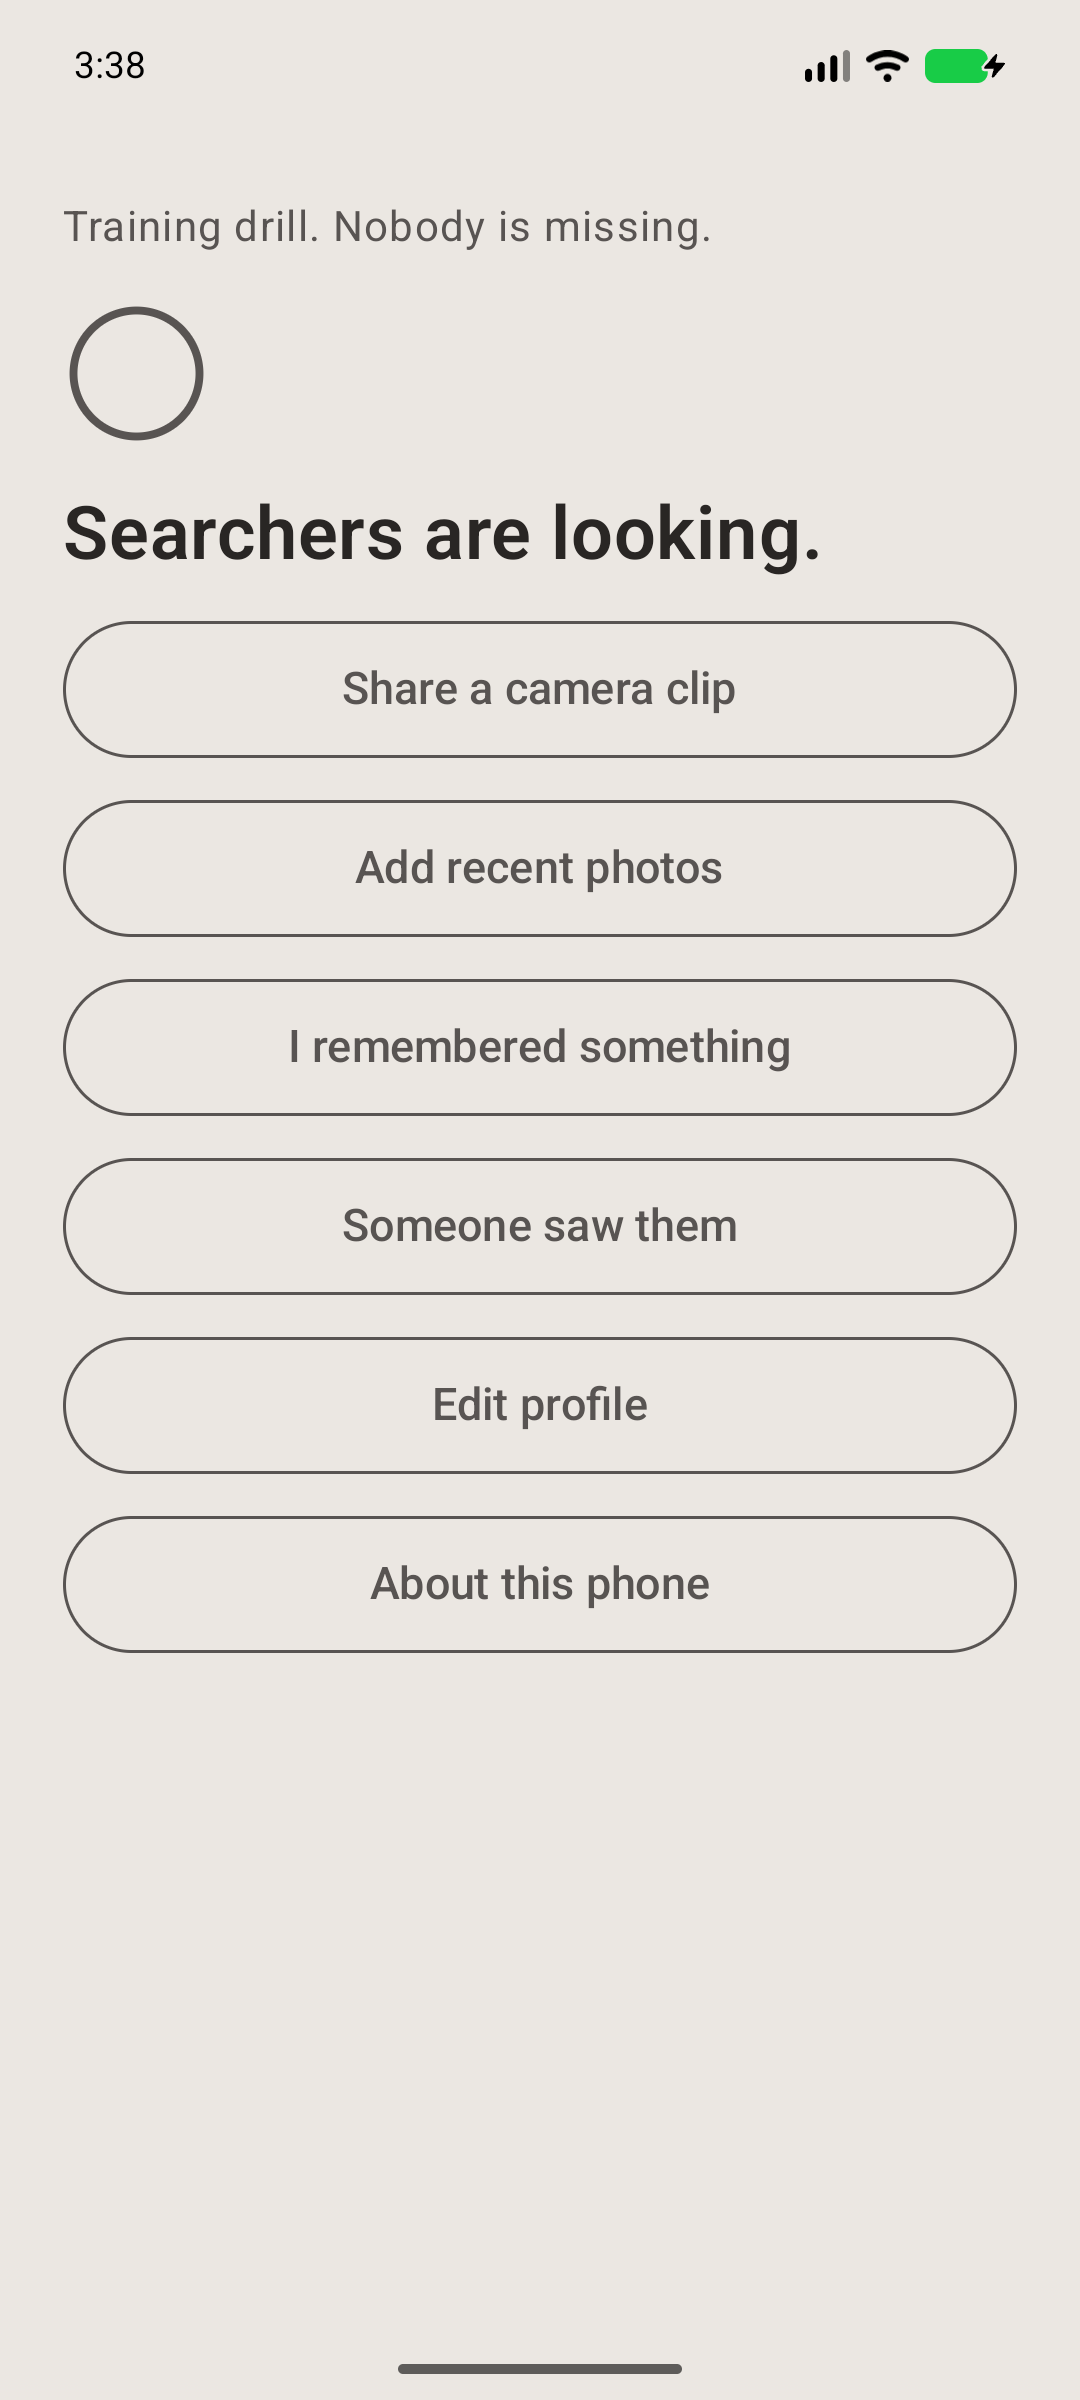 3:38
Training drill. Nobody is missing.
Searchers are looking.
Share a camera clip
Add recent photos
I remembered something
Someone saw them
Edit profile
About this phone